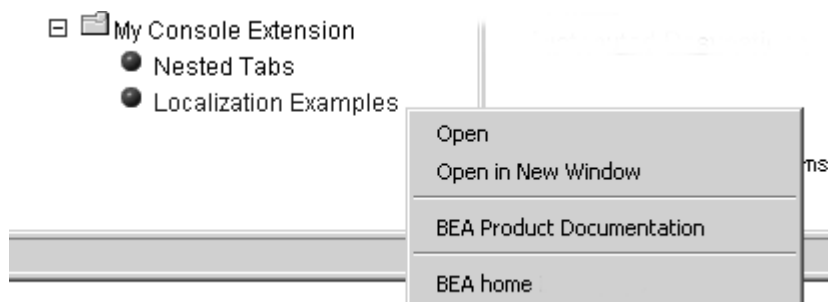 My Console Extension
Nested Tabs
Localization Examples
Open
Open in New Window
BEA Product Documentation
BEA home